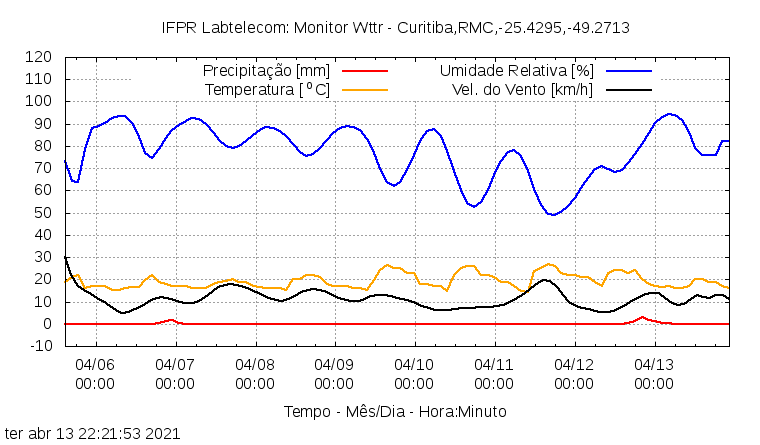 IFPR Labtelecom: Monitor Wttr - Curitiba,RMC,-25.4295,-49.2713
Precipitação [mm]
Temperatura [⁰C]
Umidade Relativa [%]
Vel. do Vento [km/h]
120
110
100
90
80
70
60
50
40
30
20
10
0
-10
04/06 04/07 04/08 04/09 04/10 04/11 04/12 04/13
00:00 00:00 00:00 00:00 00:00 00:00 00:00 00:00
Tempo - Mês/Dia - Hora:Minuto
ter abr 13 22:21:53 2021